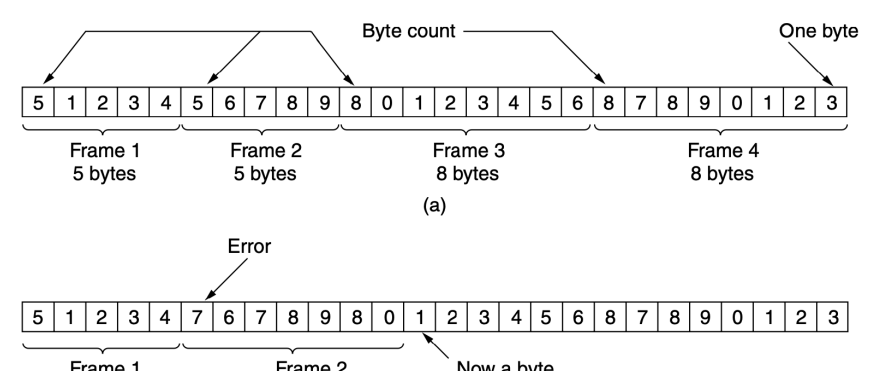 Byte count
One byte
5 1 2 3 4 5 6 7 8 9 8 0 1 2 3 4 5 6 8 7 8 9 0 1 2 3
Frame 1 Frame 2 Frame 3 Frame 4
5 bytes 5 bytes 8 bytes 8 bytes
(a)
Error
5 1 2 3 4 7 6 7 8 9 8 0 1 2 3 4 5 6 8 7 8 9 0 1 2 3
Frame 1 Frame 2 Now a byte